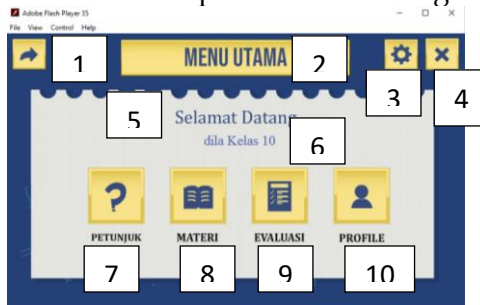 Adobe Flash Player 35
File View Control Help
1
MENU UTAMA
2
3
4
5
Selamat Datang
6
dila Kelas 10
PETUNJUK
MATERI
EVALUASI
PROFILE
7
8
9
10